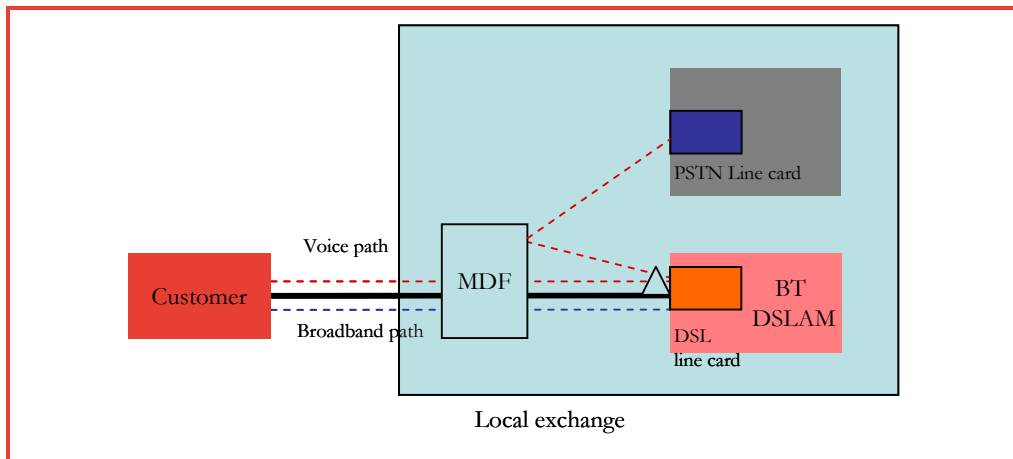 PSTN Line card
Voice path
Customer
MDF
BT
DSLAM
Broadband path
DSL
line card
Local exchange